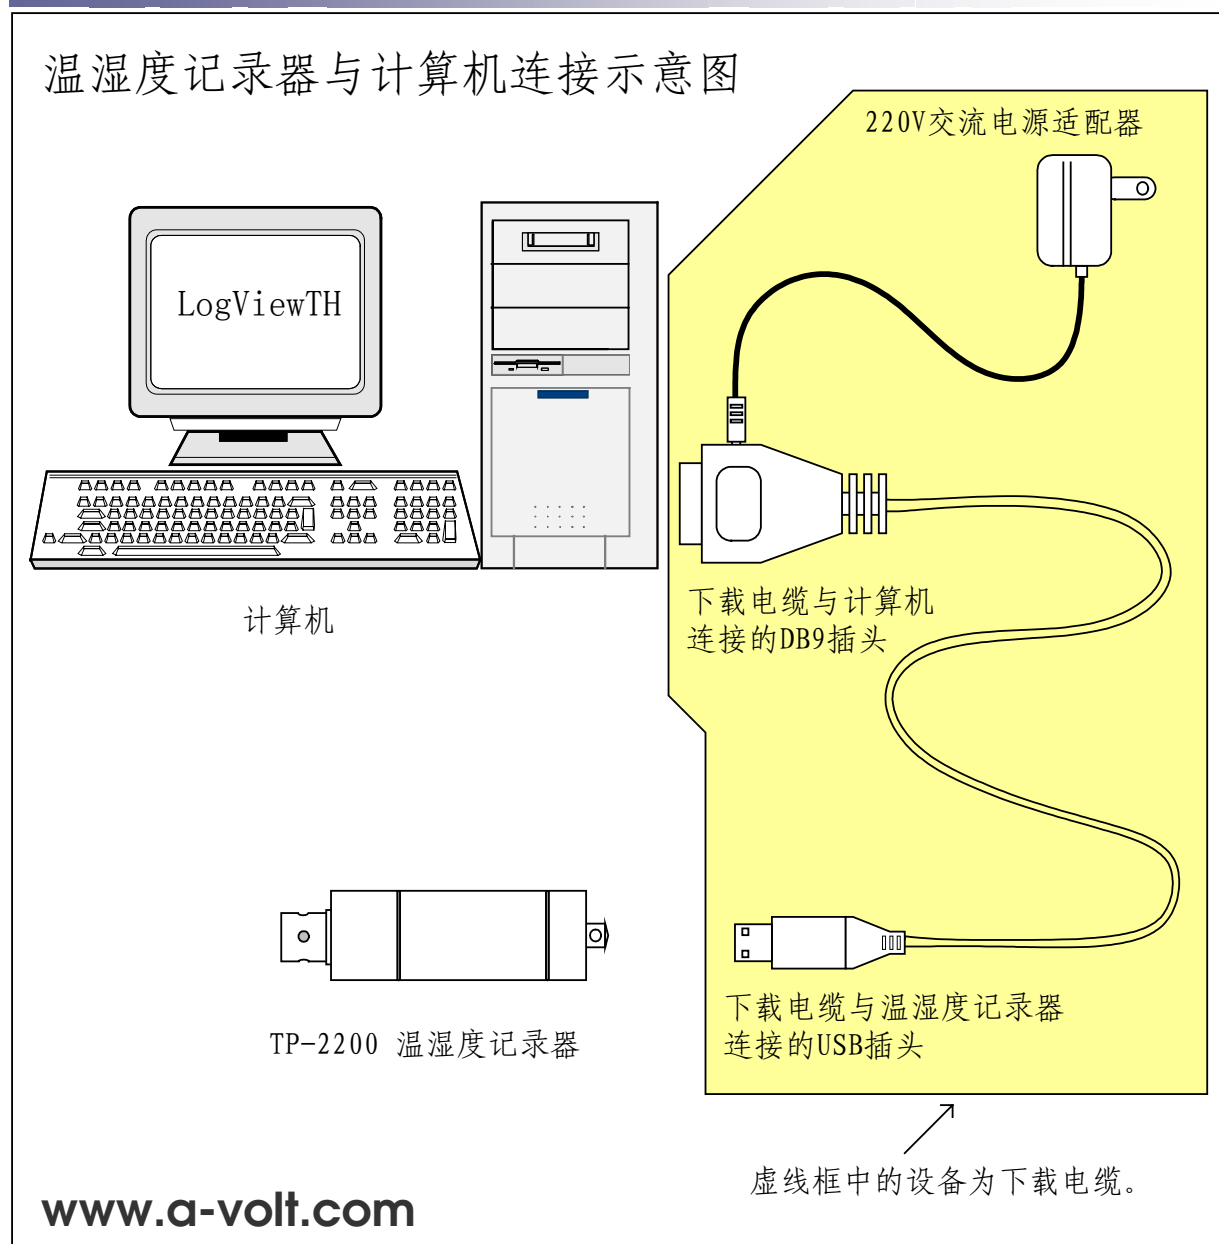 温湿度记录器与计算机连接示意图
220V交流电源适配器
LogViewTH
下载电缆与计算机
连接的DB9插头
计算机
下载电缆与温湿度记录器
连接的USB插头
TP-2200 温湿度记录器
虚线框中的设备为下载电缆。
www.a-volt.com